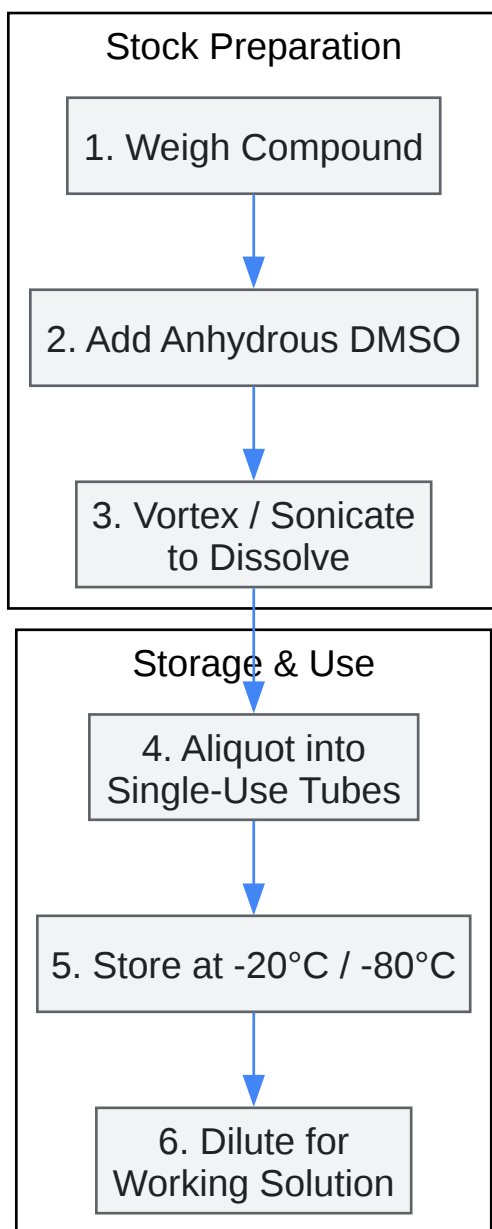 Stock Preparation
1. Weigh Compound
2. Add Anhydrous DMSO
3. Vortex / Sonicate
to Dissolve
Storage & Use
4. Aliquot into
Single-Use Tubes
5. Store at -20°C / -80°C
6. Dilute for
Working Solution